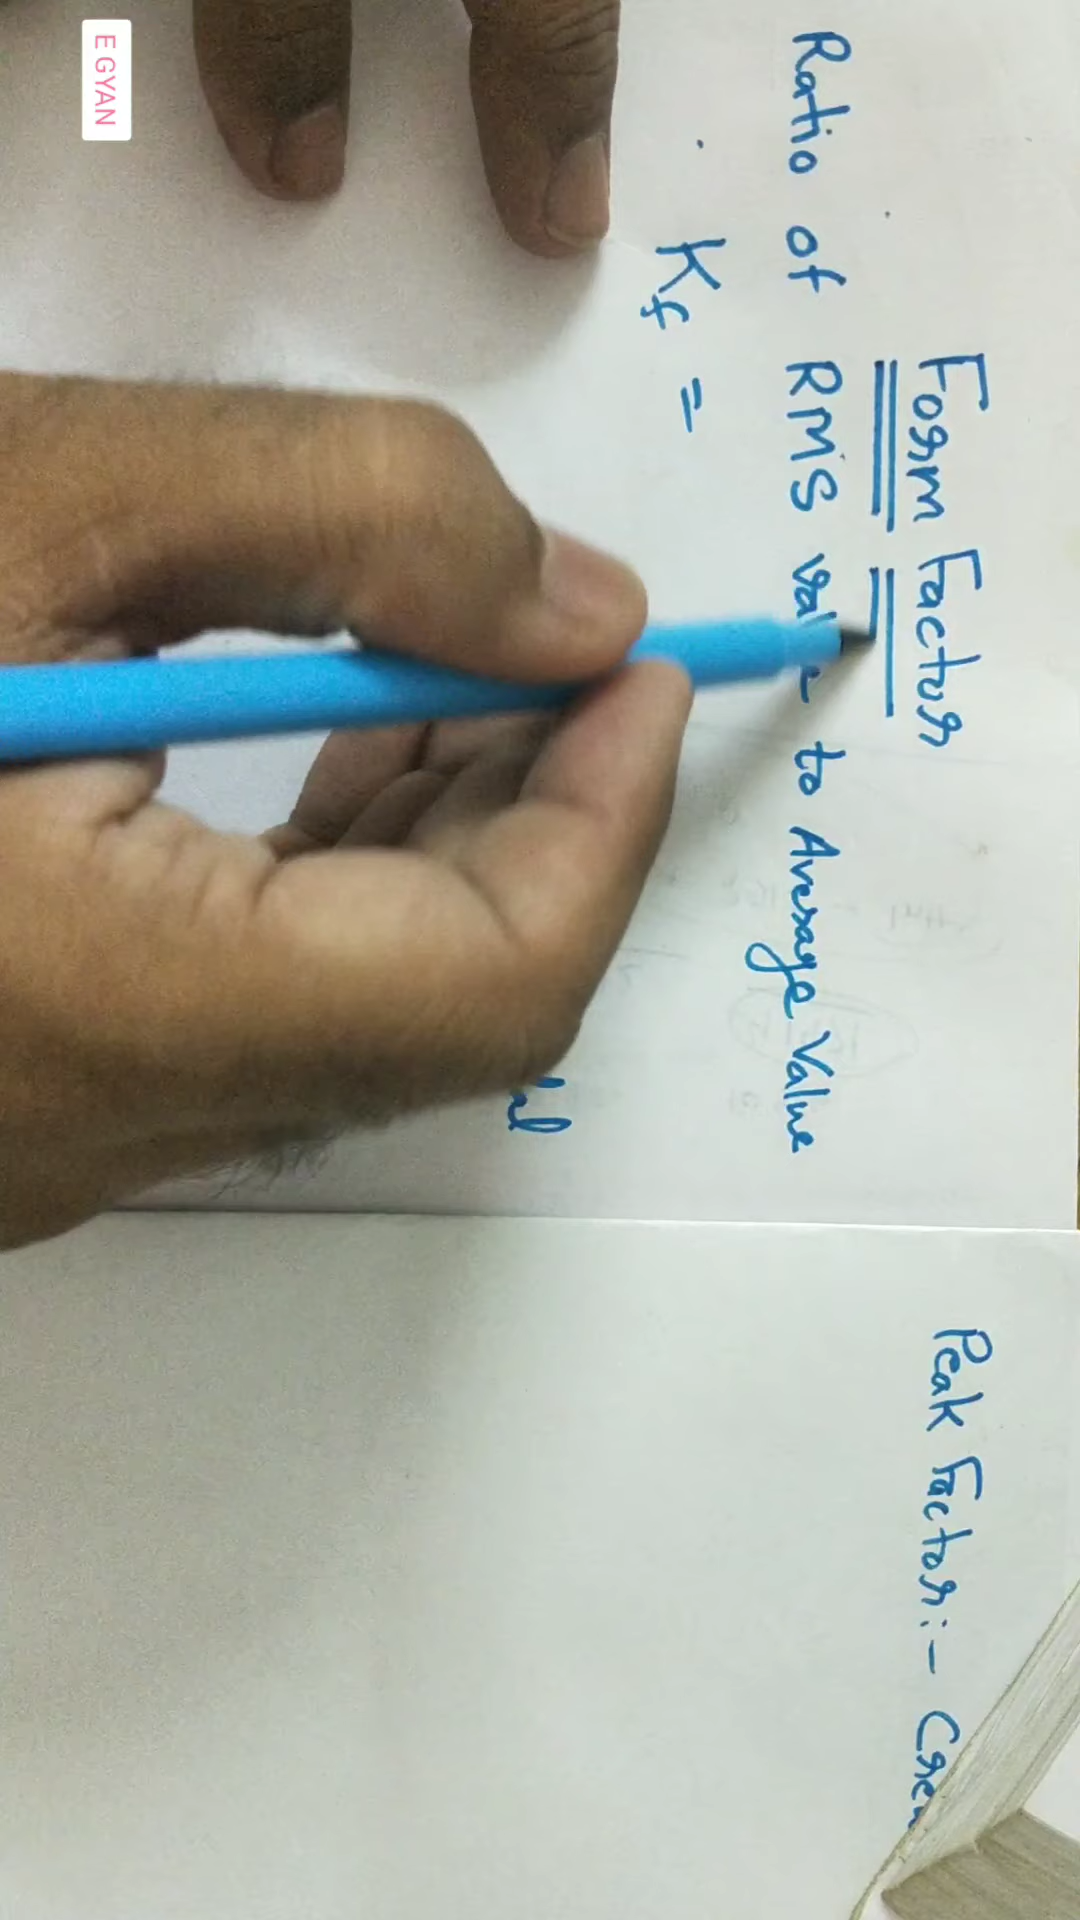 Form Factor
Ratio of RMS value to Average Value
Kf =
Peak Factor:-
E GYAN